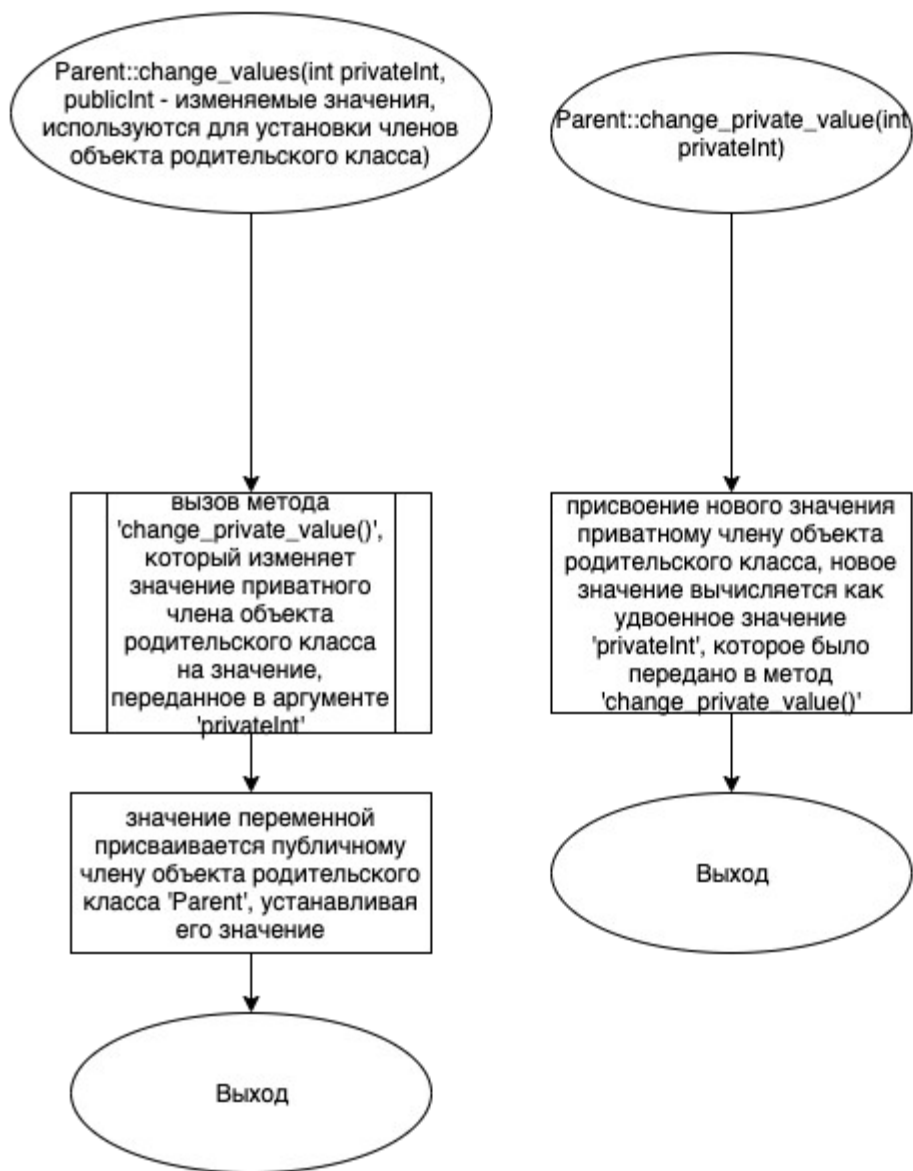 Parent::change_values(int privateInt,
publicInt - изменяемые значения,
используются для установки членов
объекта родительского класса)
Parent::change_private_value(int
privateInt)
вызов метода
'change_private_value()',
который изменяет
значение приватного
члена объекта
родительского класса
на значение,
переданное в аргументе
'privateInt'
присвоение нового значения
приватному члену объекта
родительского класса, новое
значение вычисляется как
удвоенное значение
'privateInt', которое было
передано в метод
'change_private_value()'
значение переменной
присваивается публичному
члену объекта родительского
класса 'Parent', устанавливая
его значение
Выход
Выход